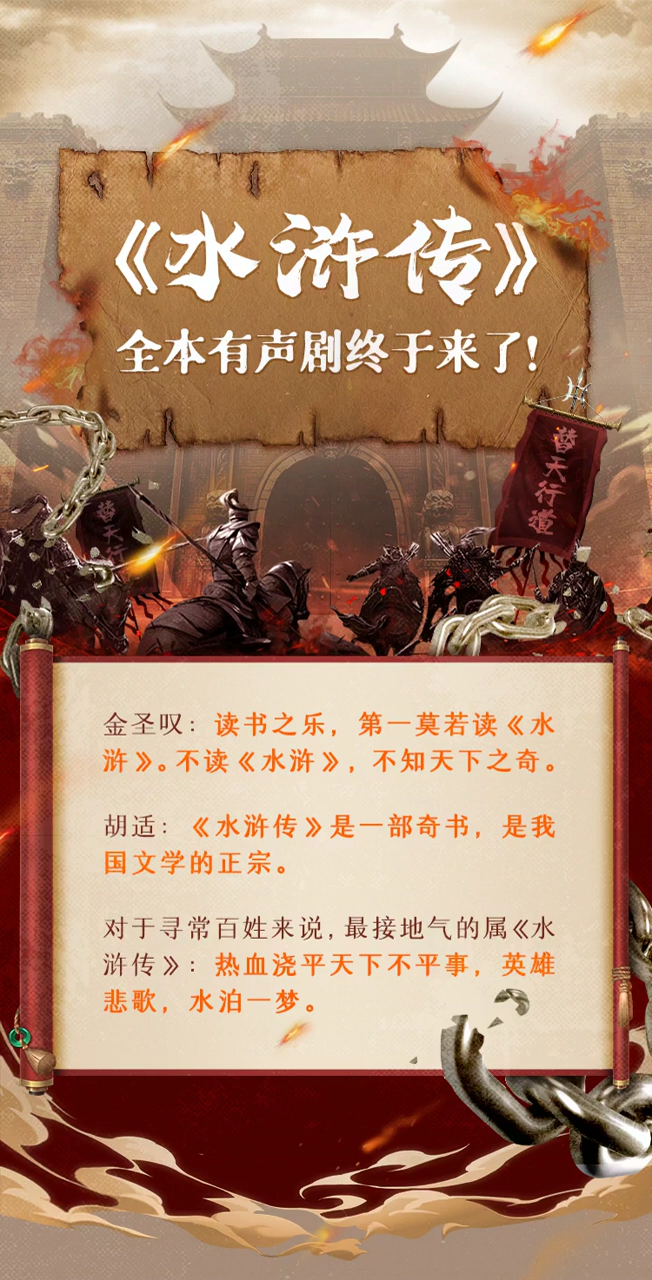 《水浒传》
全本有声剧终于来了!
替天行道
替天行
金圣叹：读书之乐，第一莫若读《水
浒》。不读《水浒》，不知天下之奇。
胡适：《水浒传》是一部奇书，是我
国文学的正宗。
对于寻常百姓来说，最接地气的属《水
浒传》：热血浇平天下不平事，英雄
悲歌，水泊一梦。